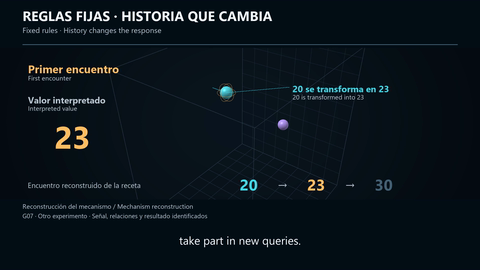 REGLAS FIJAS · HISTORIA QUE CAMBIA
Fixed rules · History changes the response
Primer encuentro
First encounter
20 se transforma en 23
20 is transformed into 23
Valor interpretado
Interpreted value
23
Encuentro reconstruido de la receta
20 → 23 → 30
Reconstrucción del mecanismo / Mechanism reconstruction
G07 · Otro experimento · Señal, relaciones y resultado identificados
take part in new queries.